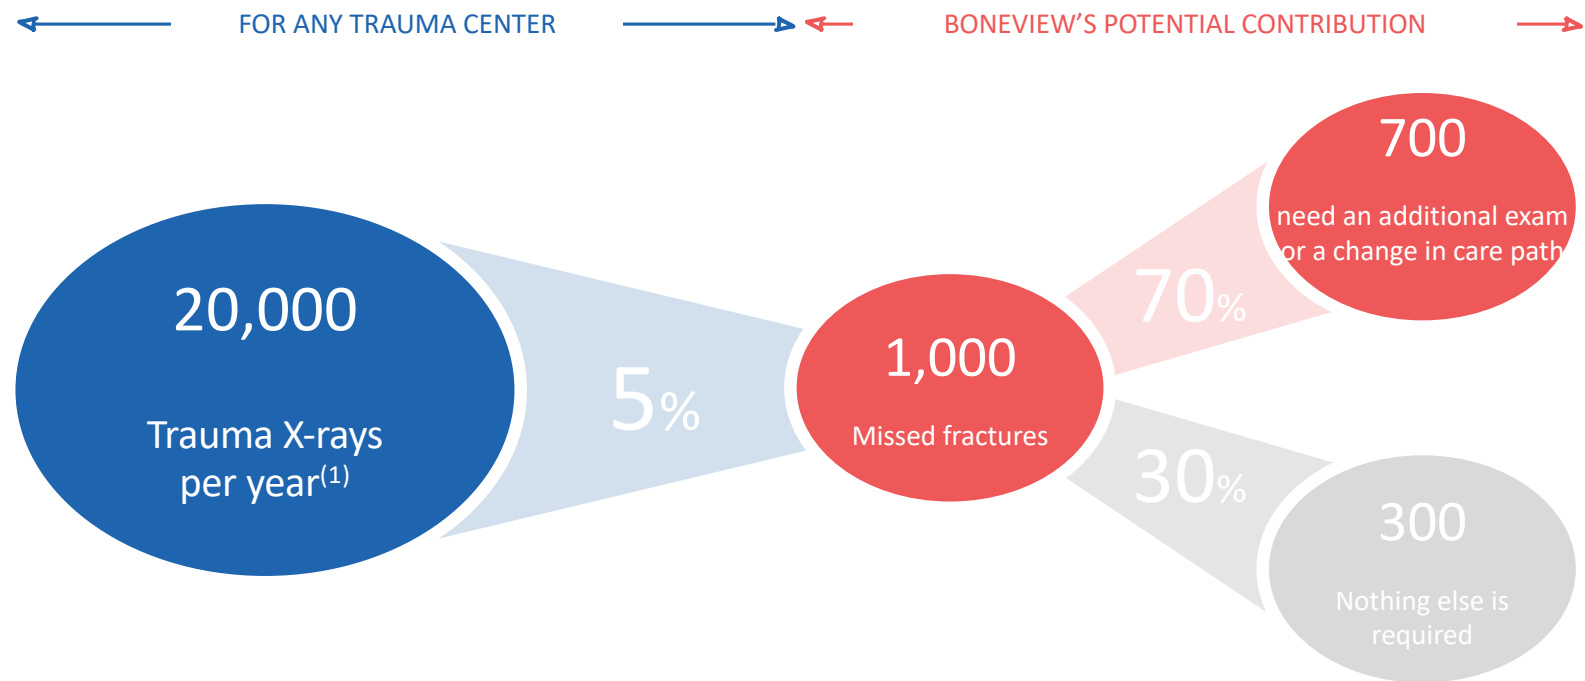 FOR ANY TRAUMA CENTER
BONEVIEW’S POTENTIAL CONTRIBUTION
20,000
Trauma X-rays
per year(1)
5%
1,000
Missed fractures
70%
700
need an additional exam
or a change in care path
30%
300
Nothing else is
required